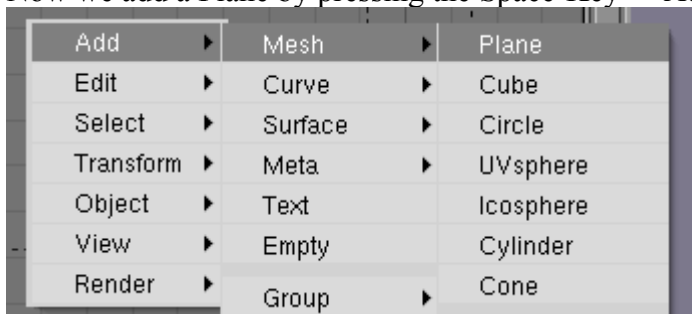 Now we add a Plane by pressing the Space Key
Add Mesh Plane
Edit Curve Cube
Select Surface Circle
Transform Meta UVsphere
Object Text Icosphere
View Empty Cylinder
Render Group Cone